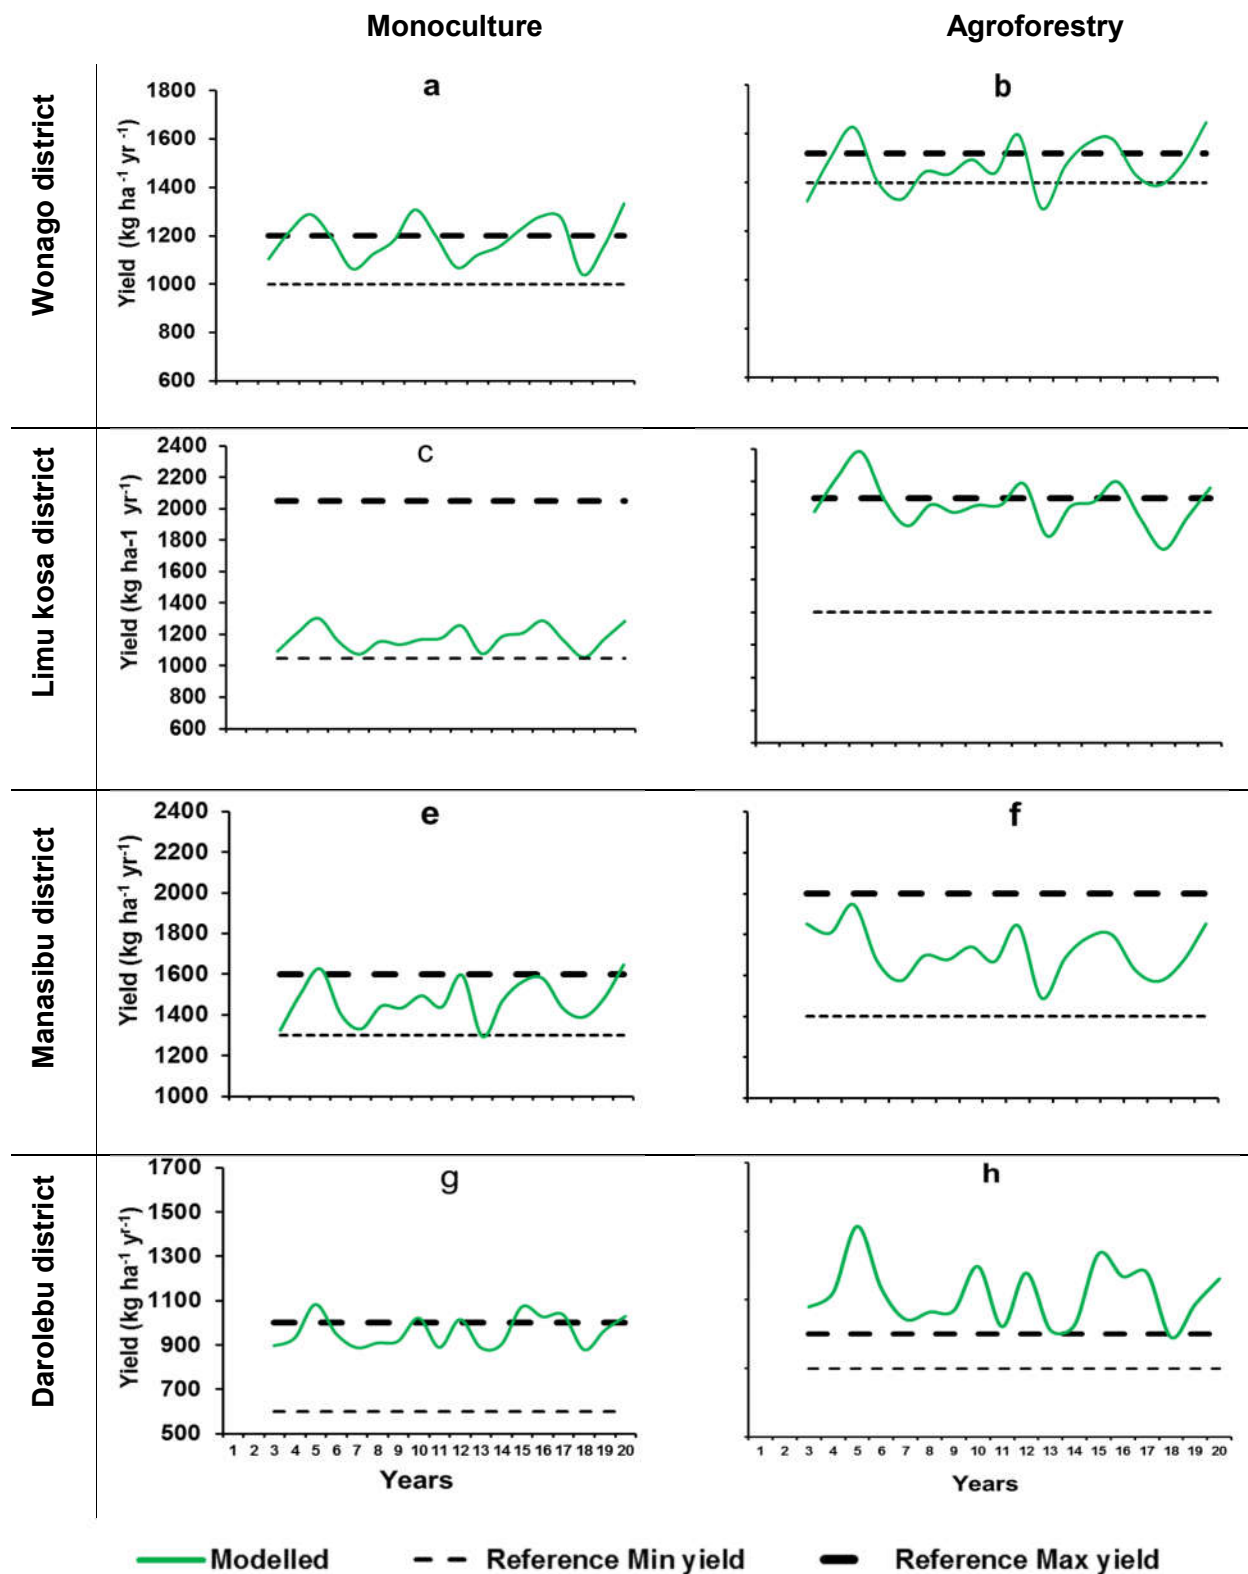 Monoculture Agroforestry
Wonago district
Yield (kg ha⁻¹ yr ⁻¹)
a
1800
1600
1400
1200
1000
800
600
b
Limu kosa district
Yield (kg ha-1 yr⁻¹)
c
2400
2200
2000
1800
1600
1400
1200
1000
800
600
Manasibu district
Yield (kg ha⁻¹ yr⁻¹)
e
2400
2200
2000
1800
1600
1400
1200
1000
f
Darolebu district
Yield (kg ha⁻¹ yr⁻¹)
g
1700
1500
1300
1100
900
700
500
1 2 3 4 5 6 7 8 9 10 11 12 13 14 15 16 17 18 19 20
Years
h
1 2 3 4 5 6 7 8 9 10 11 12 13 14 15 16 17 18 19 20
Years
Modelled Reference Min yield Reference Max yield